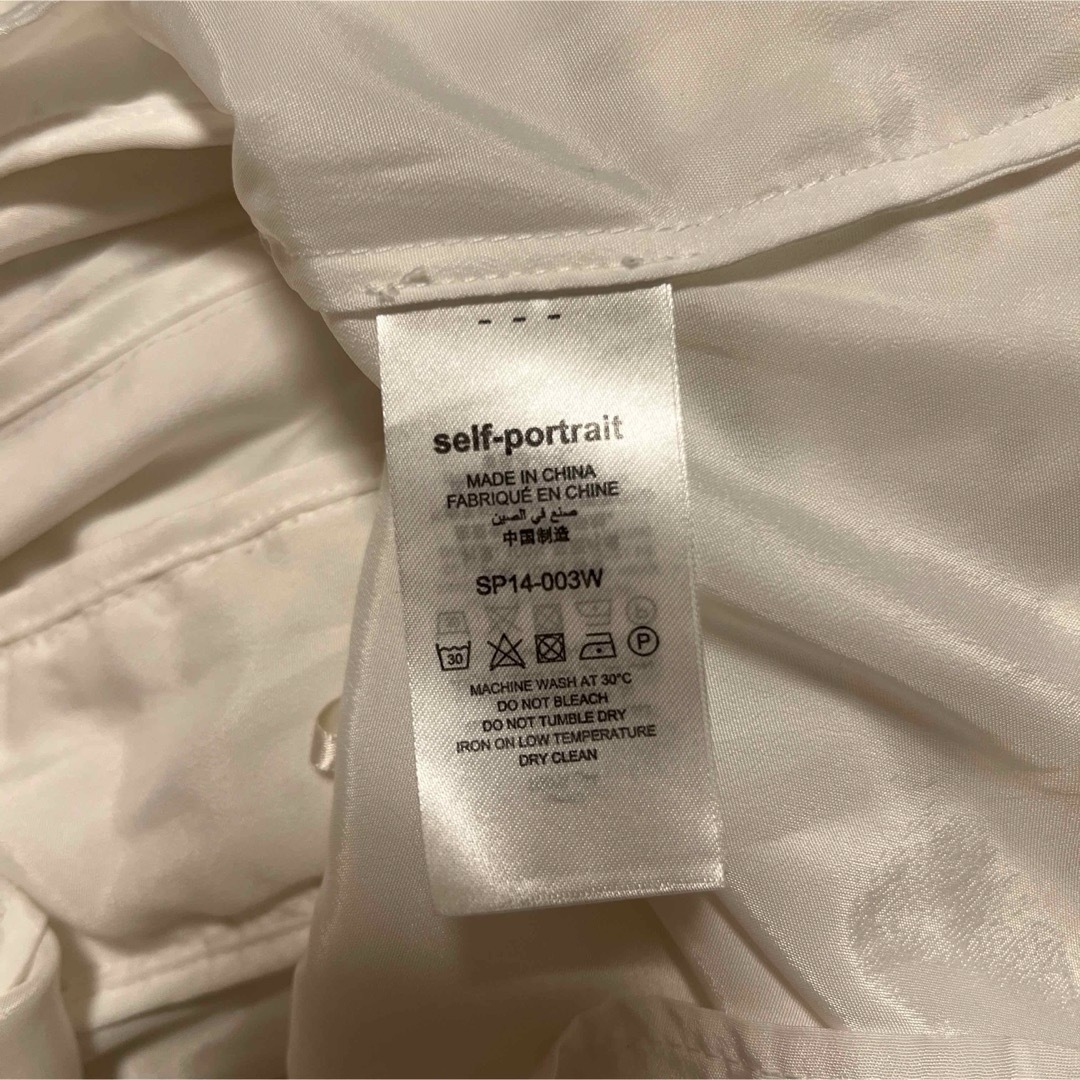 self-portrait
MADE IN CHINA
FABRIQUÉ EN CHINE
صنع في الصين
中国制造
SP14-003W
30
P
MACHINE WASH AT 30°C
DO NOT BLEACH
DO NOT TUMBLE DRY
IRON ON LOW TEMPERATURE
DRY CLEAN